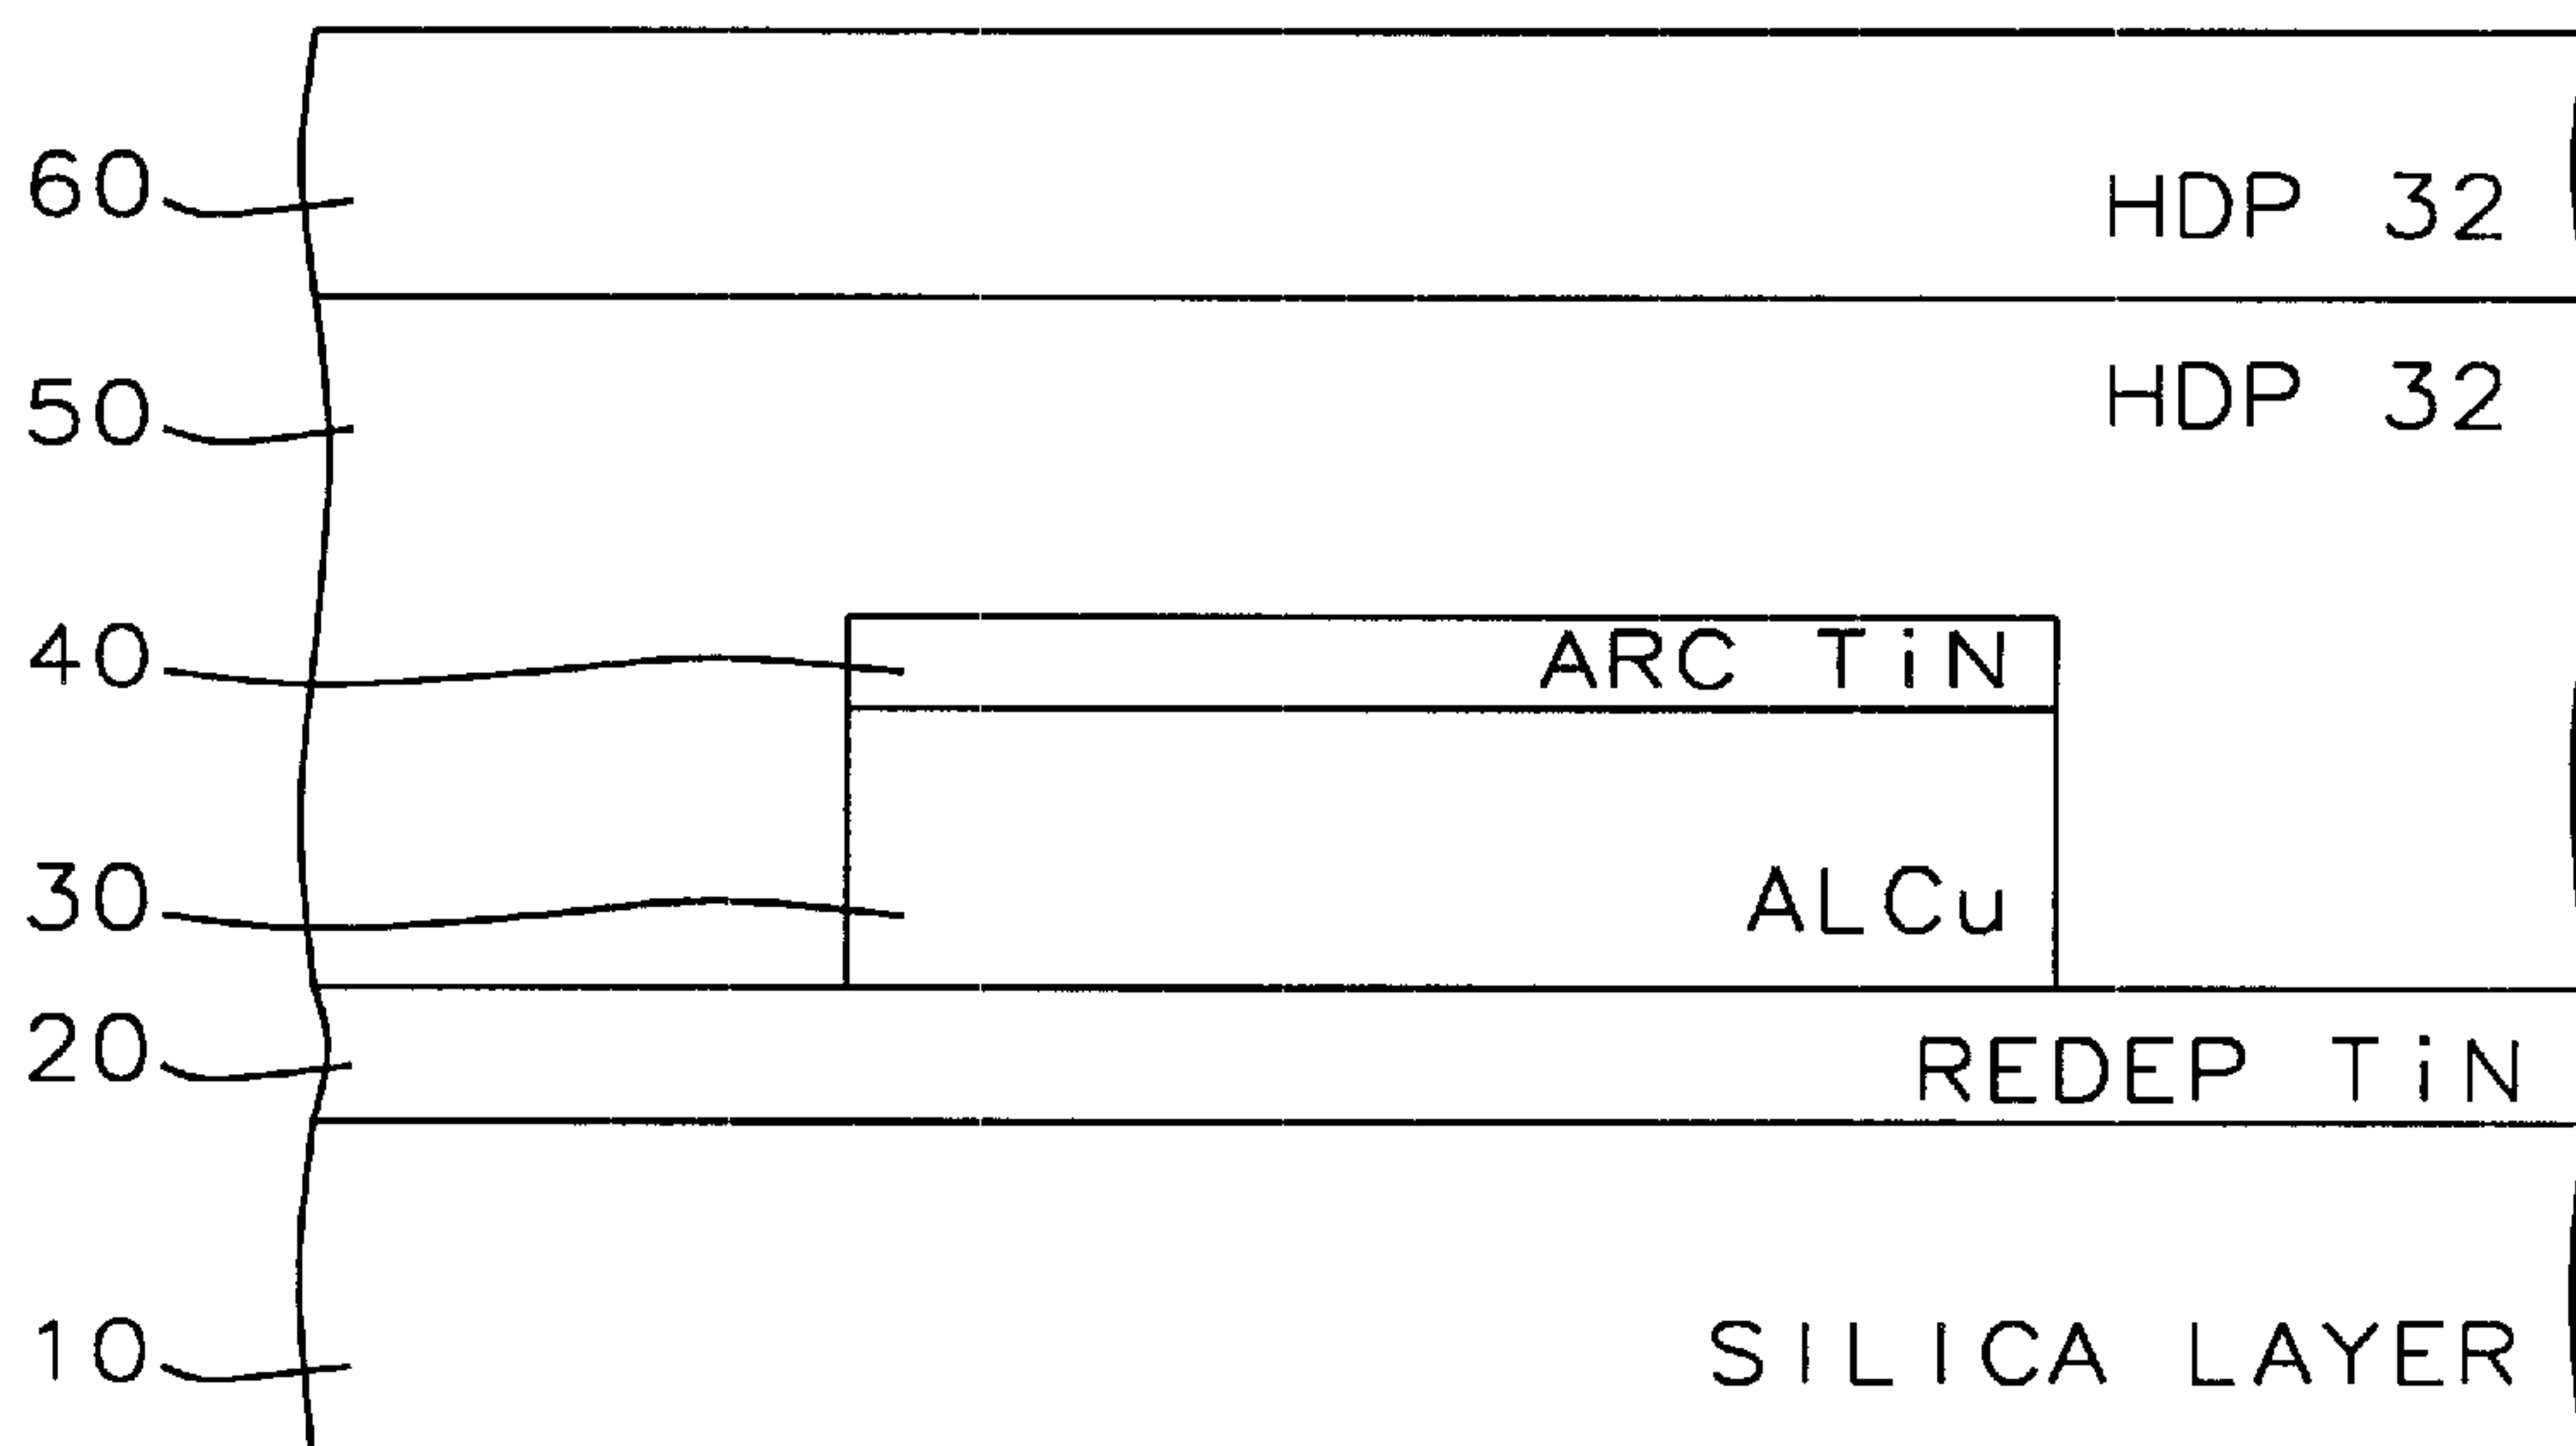 60
HDP 32
50
HDP 32
40
ARC TiN
30
ALCu
20
REDEP TiN
10
SILICA LAYER